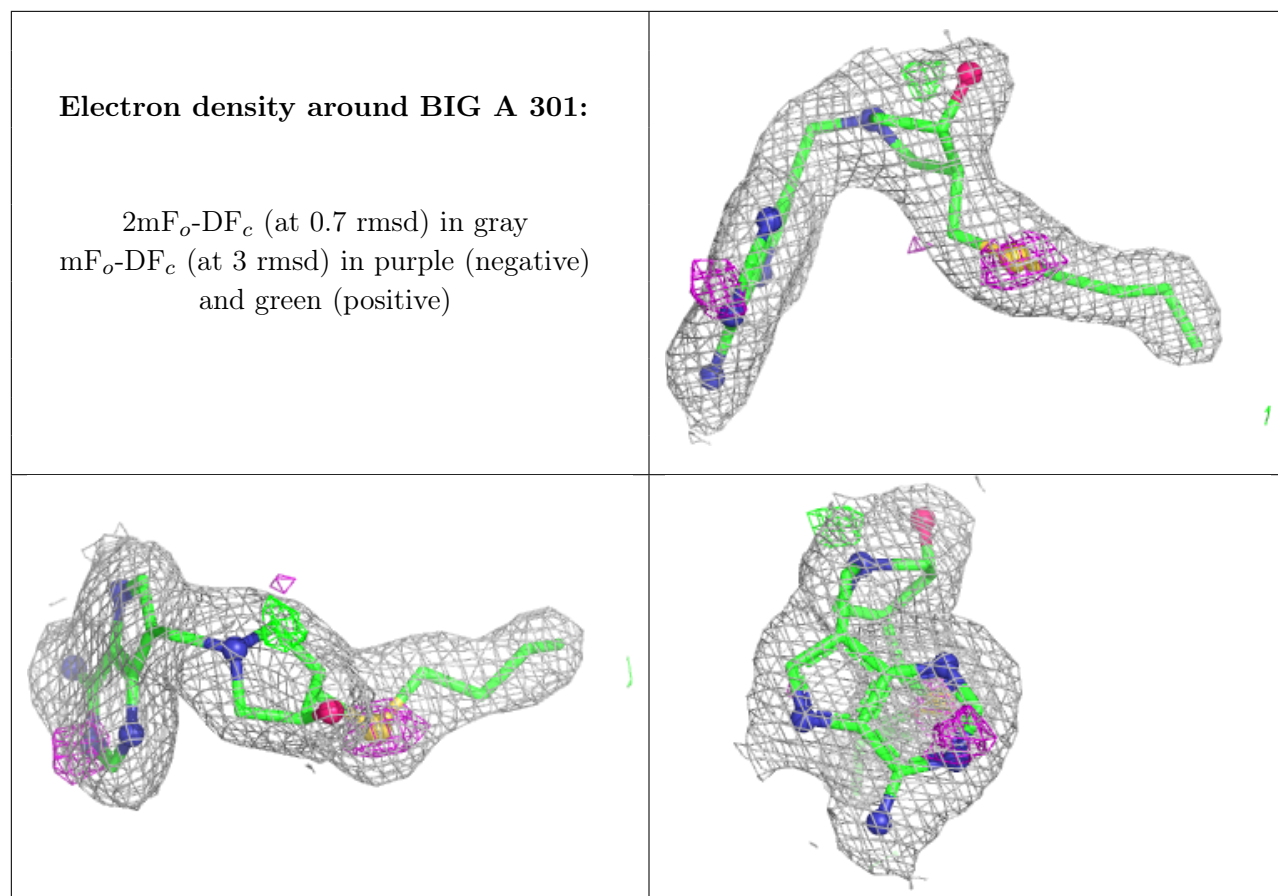 Electron density around BIG A 301:
2mFₒ-DF𝒸 (at 0.7 rmsd) in gray
mFₒ-DF𝒸 (at 3 rmsd) in purple (negative)
and green (positive)